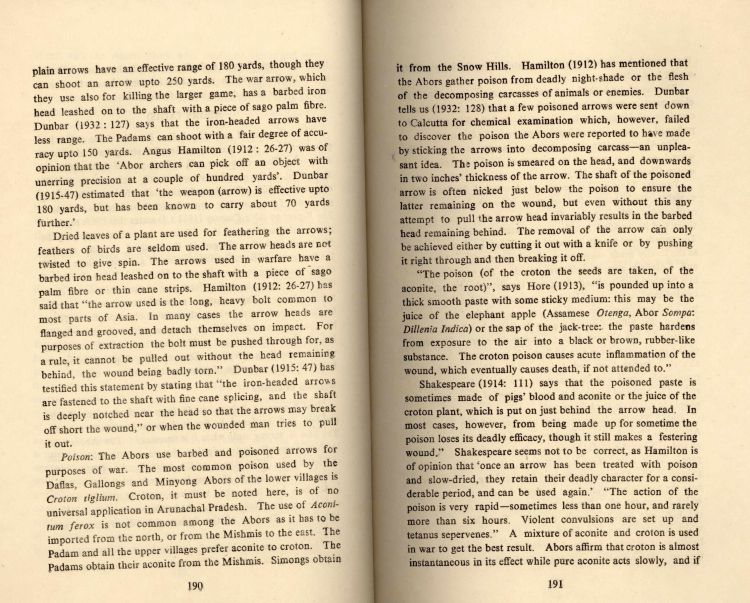 plain arrows have an effective range of 180 yards, though they
can shoot an arrow upto 250 yards. The war arrow, which
they use also for killing the larger game, has a barbed iron
head leashed on to the shaft with a piece of sago palm fibre.
Dunbar (1932 : 127) says that the iron-headed arrows have
less range. The Padams can shoot with a fair degree of accu-
racy upto 150 yards. Angus Hamilton (1912 : 26-27) was of
opinion that the 'Abor archers can pick off an object with
unerring precision at a couple of hundred yards'. Dunbar
(1915-47) estimated that 'the weapon (arrow) is effective upto
180 yards, but has been known to carry about 70 yards
further.'
Dried leaves of a plant are used for feathering the arrows;
feathers of birds are seldom used. The arrow heads are not
twisted to give spin. The arrows used in warfare have a
barbed iron head leashed on to the shaft with a piece of sago
palm fibre or thin cane strips. Hamilton (1912: 26-27) has
said that "the arrow used is the long, heavy bolt common to
most parts of Asia. In many cases the arrow heads are
flanged and grooved, and detach themselves on impact. For
purposes of extraction the bolt must be pushed through for, as
a rule, it cannot be pulled out without the head remaining
behind, the wound being badly torn." Dunbar (1915: 47) has
testified this statement by stating that "the iron-headed arrows
are fastened to the shaft with fine cane splicing, and the shaft
is deeply notched near the head so that the arrows may break
off short the wound," or when the wounded man tries to pull
it out.
Poison: The Abors use barbed and poisoned arrows for
purposes of war. The most common poison used by the
Daflas, Gallongs and Minyong Abors of the lower villages is
Croton tiglium. Croton, it must be noted here, is of no
universal application in Arunachal Pradesh. The use of Aconi-
tum ferox is not common among the Abors as it has to be
imported from the north, or from the Mishmis to the east. The
Padam and all the upper villages prefer aconite to croton. The
Padams obtain their aconite from the Mishmis. Simongs obtain
190
it from the Snow Hills. Hamilton (1912) has mentioned that
the Abors gather poison from deadly night-shade or the flesh
of the decomposing carcasses of animals or enemies. Dunbar
tells us (1932: 128) that a few poisoned arrows were sent down
to Calcutta for chemical examination which, however, failed
to discover the poison the Abors were reported to have made
by sticking the arrows into decomposing carcass—an unplea-
sant idea. The poison is smeared on the head, and downwards
in two inches' thickness of the arrow. The shaft of the poisoned
arrow is often nicked just below the poison to ensure the
latter remaining on the wound, but even without this any
attempt to pull the arrow head invariably results in the barbed
head remaining behind. The removal of the arrow can only
be achieved either by cutting it out with a knife or by pushing
it right through and then breaking it off.
"The poison (of the croton the seeds are taken, of the
aconite, the root)", says Hore (1913), "is pounded up into a
thick smooth paste with some sticky medium: this may be the
juice of the elephant apple (Assamese Otenga, Abor Sompa:
Dillenia Indica) or the sap of the jack-tree: the paste hardens
from exposure to the air into a black or brown, rubber-like
substance. The croton poison causes acute inflammation of the
wound, which eventually causes death, if not attended to."
Shakespeare (1914: 111) says that the poisoned paste is
sometimes made of pigs' blood and aconite or the juice of the
croton plant, which is put on just behind the arrow head. In
most cases, however, from being made up for sometime the
poison loses its deadly efficacy, though it still makes a festering
wound." Shakespeare seems not to be correct, as Hamilton is
of opinion that 'once an arrow has been treated with poison
and slow-dried, they retain their deadly character for a consi-
derable period, and can be used again.' "The action of the
poison is very rapid—sometimes less than one hour, and rarely
more than six hours. Violent convulsions are set up and
tetanus sepervenes." A mixture of aconite and croton is used
in war to get the best result. Abors affirm that croton is almost
instantaneous in its effect while pure aconite acts slowly, and if
191